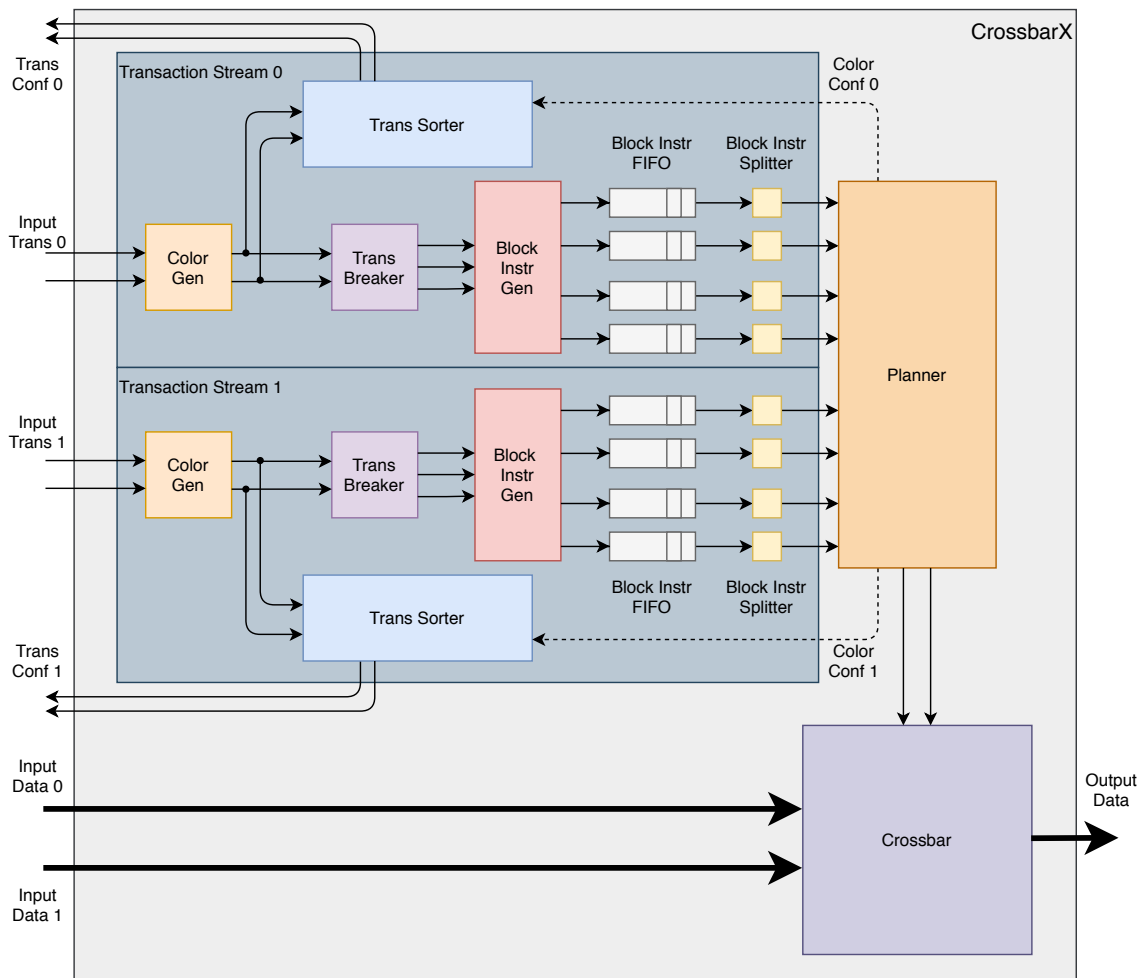 CrossbarX
Trans
Conf 0
Transaction Stream 0
Color
Conf 0
Trans Sorter
Block Instr
FIFO
Block Instr
Splitter
Input
Trans 0
Color
Gen
Trans
Breaker
Block
Instr
Gen
Planner
Transaction Stream 1
Input
Trans 1
Color
Gen
Trans
Breaker
Block
Instr
Gen
Block Instr
FIFO
Block Instr
Splitter
Trans Sorter
Trans
Conf 1
Color
Conf 1
Input
Data 0
Output
Data
Crossbar
Input
Data 1